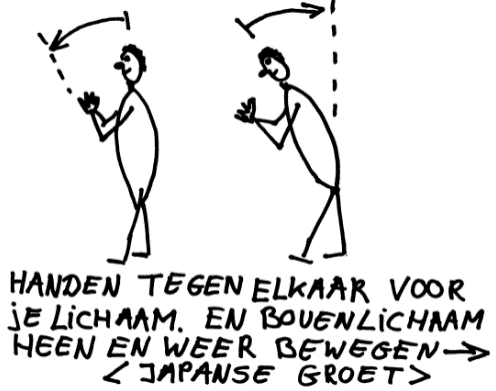 HANDEN TEGEN ELKAAR VOOR
JE LICHAAM. EN BOVENLICHAAM
HEEN EN WEER BEWEGEN→
< JAPANSE GROET >